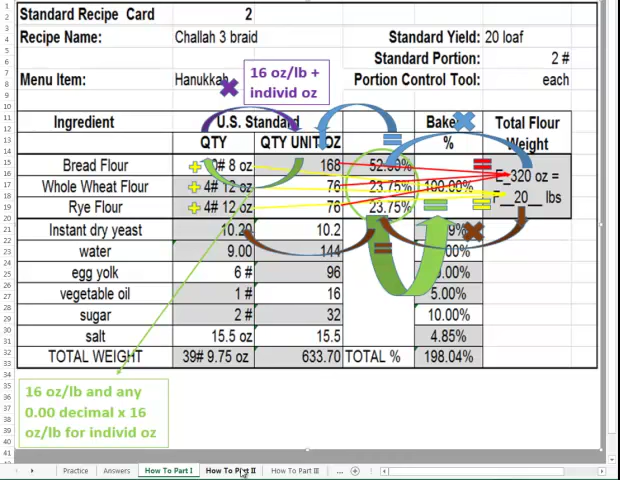 Standard Recipe Card 2
Recipe Name: Challah 3 braid Standard Yield: 20 loaf
Standard Portion: 2 #
Menu Item: Hanukkah Portion Control Tool: each
16 oz/lb +
individ oz
Ingredient U.S. Standard Total Flour
QTY QTY UNIT OZ % Weight
Bread Flour 168 52.50%
Whole Wheat Flour 4# 12 oz 76 23.75% 100.00%
Rye Flour 4# 12 oz 76 23.75%
320 oz =
20 lbs
Instant dry yeast 10.20 10.2
water 9.00 144
egg yolk 6 # 96
vegetable oil 1 # 16 5.00%
sugar 2 # 32 10.00%
salt 15.5 oz 15.5 4.85%
TOTAL WEIGHT 39# 9.75 oz 633.70 TOTAL % 198.04%
16 oz/lb and any
0.00 decimal x 16
oz/lb for individ oz
Practice Answers How To Part I How To Part II How To Part III ...